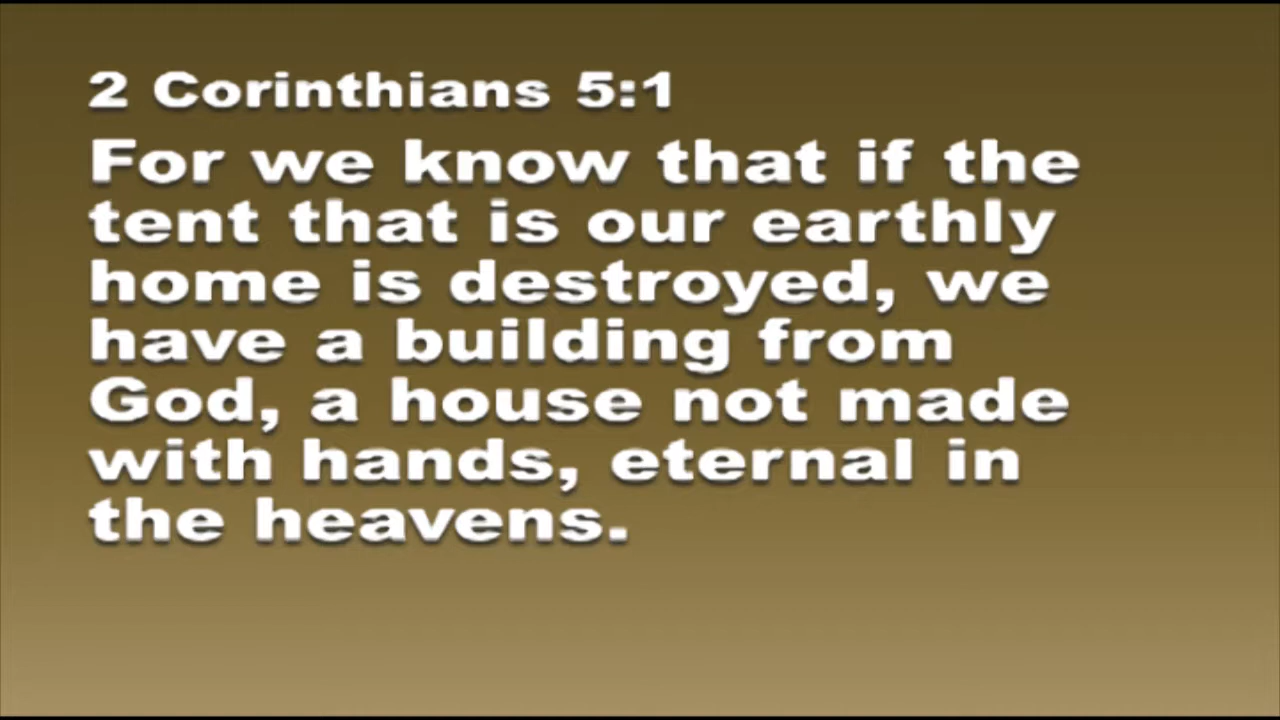 2 Corinthians 5:1
For we know that if the
tent that is our earthly
home is destroyed, we
have a building from
God, a house not made
with hands, eternal in
the heavens.